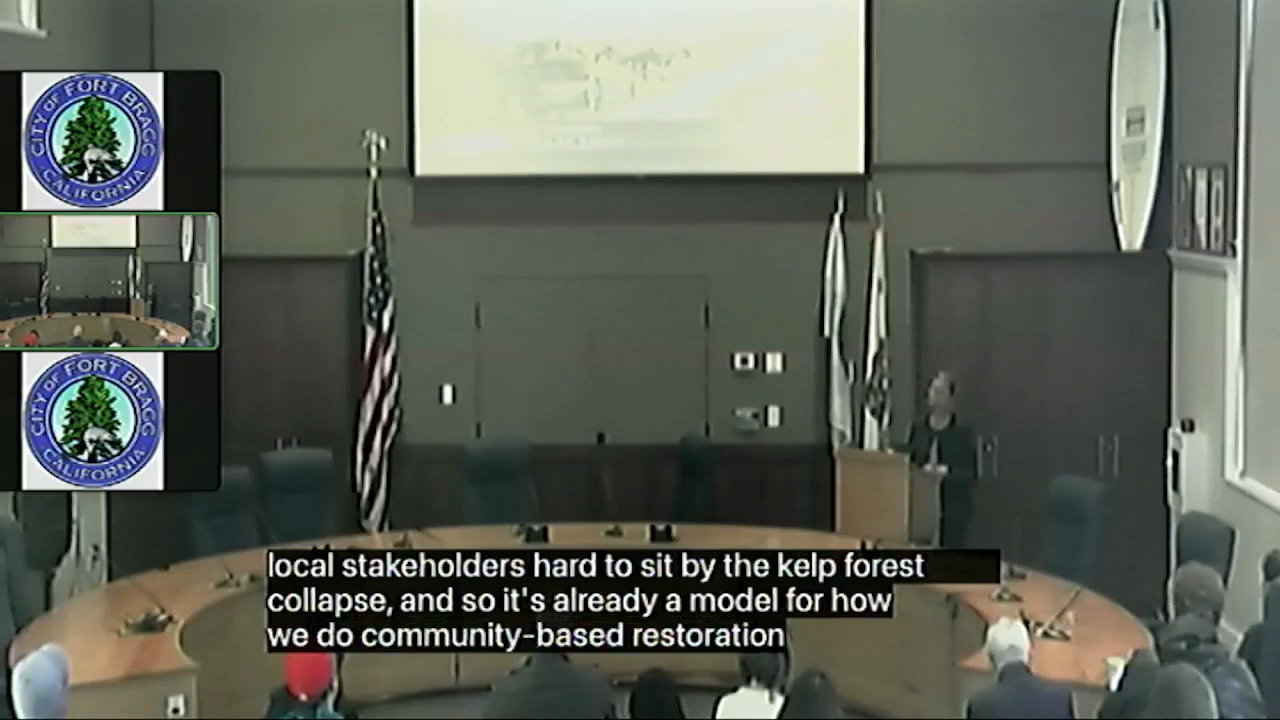 CITY OF FORT BRAGG
CALIFORNIA
CITY OF FORT BRAGG
CALIFORNIA
local stakeholders hard to sit by the kelp forest
collapse, and so it's already a model for how
we do community-based restoration